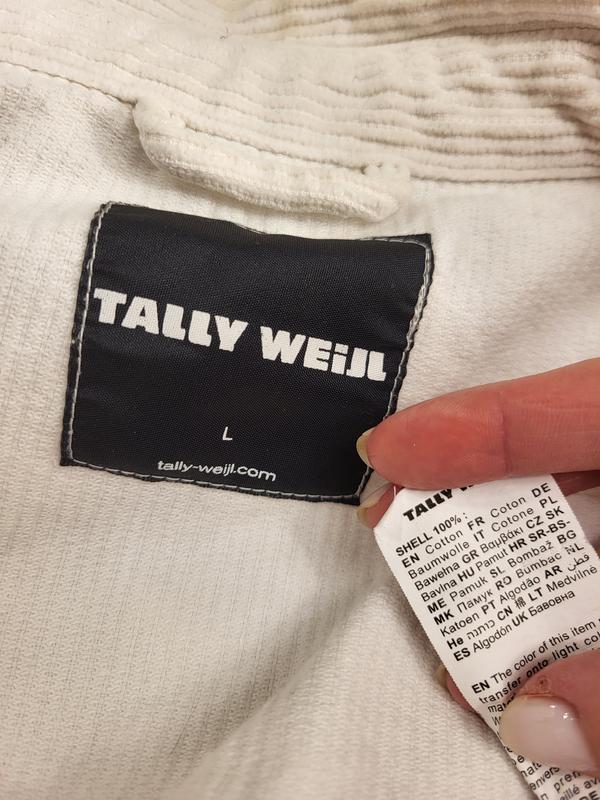 TALLY WEiJL
L
tally-weijl.com
TALLY
SHELL 100%:
EN Cotton FR Coton DE
Baumwolle IT Cotone PL
Bawełna GR Βαμβάκι CZ SK
Bavlna HU Pamut HR SR-BS-
ME Pamuk SL Bombaž BG
MK Памук RO Bumbac NL
Katoen PT Algodão AR قطن
He כותנה CN 棉 LT Medvilnė
ES Algodón UK Бавовна
EN The color of this item
transfer onto light